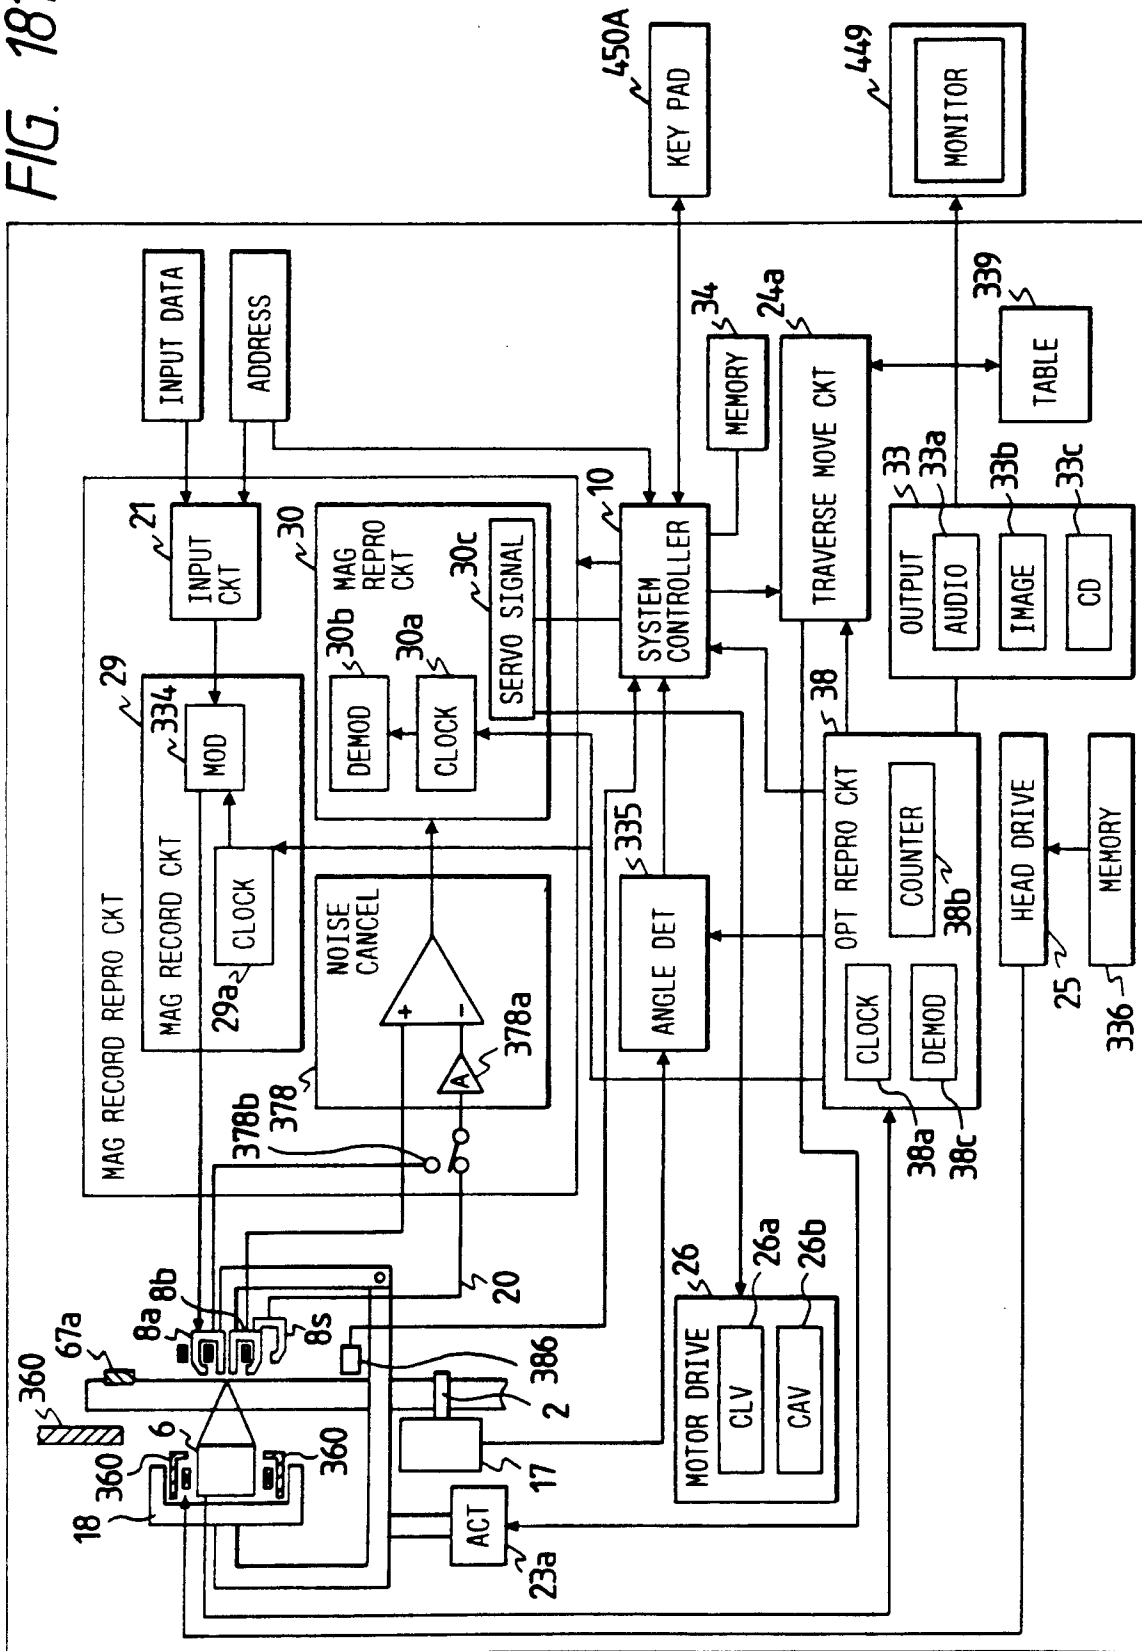 FIG. 181
INPUT DATA
ADDRESS
450A
KEY PAD
449
MONITOR
MAG RECORD REPRO CKT
29
334
MAG RECORD CKT
MOD
CLOCK
29a
21
INPUT
CKT
30
MAG
REPRO
CKT
30b
DEMOD
30a
CLOCK
30c
SERVO SIGNAL
NOISE
CANCEL
+
−
A
378a
378
378b
10
SYSTEM
CONTROLLER
34
MEMORY
24a
TRAVERSE MOVE CKT
339
TABLE
33
OUTPUT
33a
AUDIO
33b
IMAGE
33c
CD
335
ANGLE DET
38
OPT REPRO CKT
CLOCK
38a
COUNTER
38b
DEMOD
38c
HEAD DRIVE
25
MEMORY
336
26
MOTOR DRIVE
26a
CLV
26b
CAV
67a
360
6
360
360
18
8a
8b
8s
20
386
2
17
ACT
23a